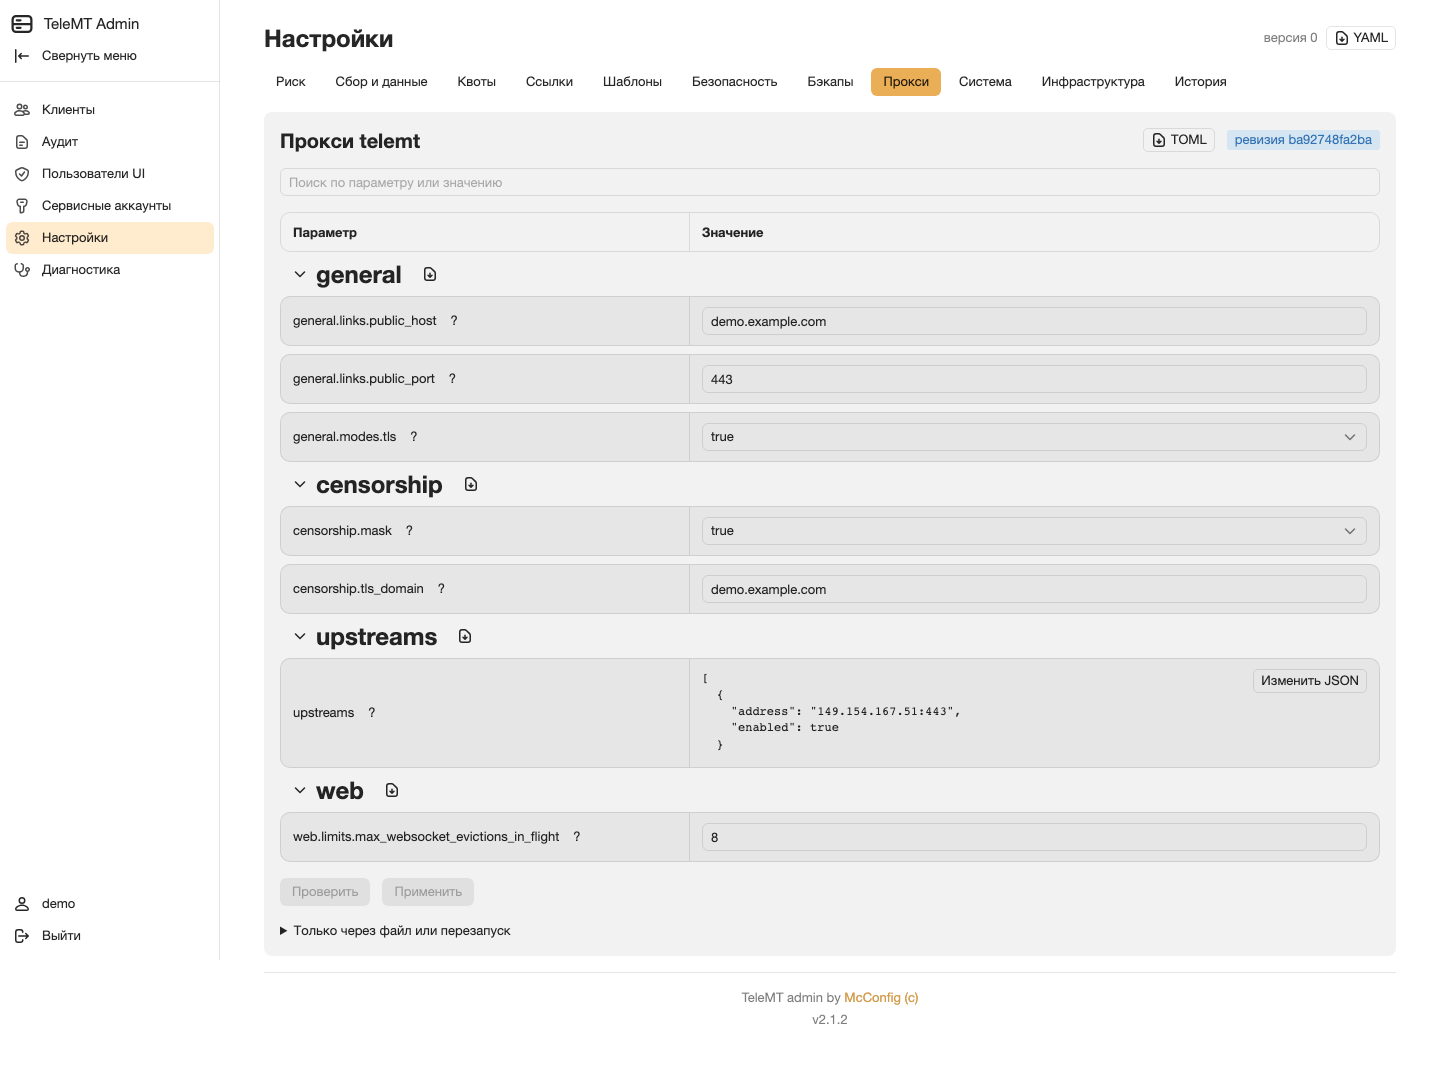 TeleMT Admin
Свернуть меню
Клиенты
Аудит
Пользователи UI
Сервисные аккаунты
Настройки
Диагностика
demo
Выйти
Настройки
версия 0
YAML
Риск Сбор и данные Квоты Ссылки Шаблоны Безопасность Бэкапы Прокси Система Инфраструктура История
Прокси telemt
TOML
ревизия ba92748fa2ba
Поиск по параметру или значению
Параметр Значение
general
general.links.public_host ? demo.example.com
general.links.public_port ? 443
general.modes.tls ? true
censorship
censorship.mask ? true
censorship.tls_domain ? demo.example.com
upstreams
upstreams ?
[
{
"address": "149.154.167.51:443",
"enabled": true
}
Изменить JSON
web
web.limits.max_websocket_evictions_in_flight ? 8
Проверить Применить
Только через файл или перезапуск
TeleMT admin by McConfig (c)
v2.1.2